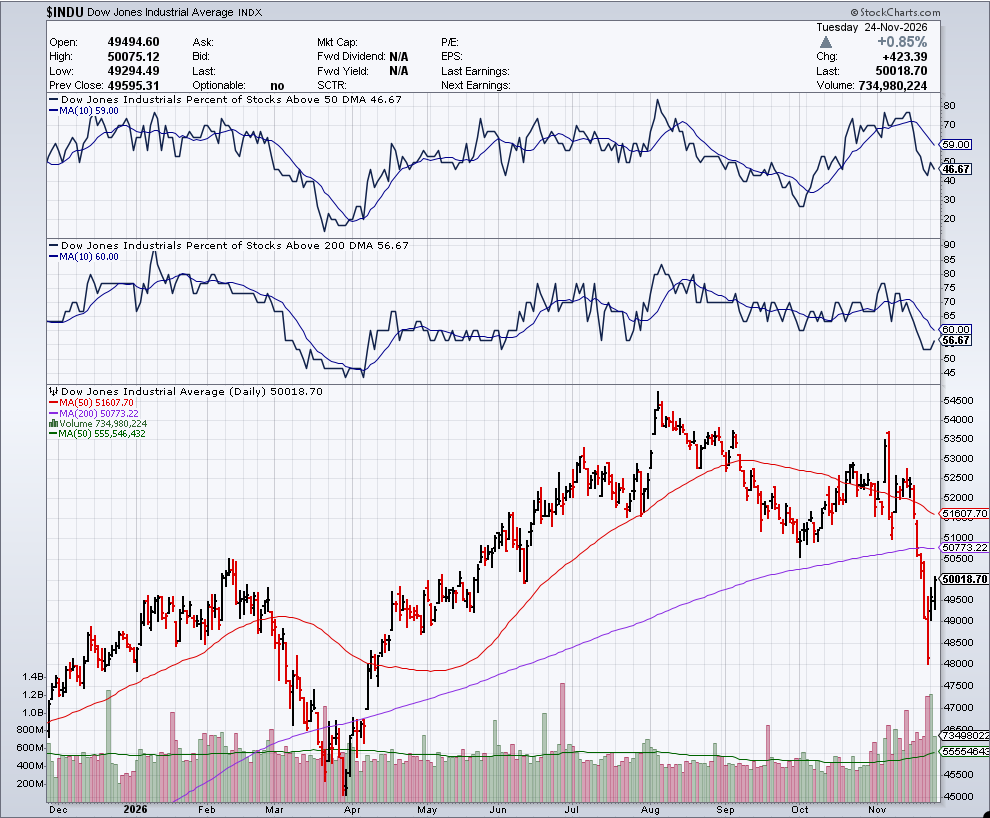 $INDU Dow Jones Industrial Average INDX
© StockCharts.com
Tuesday 24-Nov-2026
Open: 49494.60 Ask: Mkt Cap: P/E: +0.85%
High: 50075.12 Bid: Fwd Dividend: N/A EPS: Chg: +423.39
Low: 49294.49 Last: Fwd Yield: N/A Last Earnings: Last: 50018.70
Prev Close: 49595.31 Optionable: no SCTR: Next Earnings: Volume: 734,980,224
Dow Jones Industrials Percent of Stocks Above 50 DMA 46.67
MA(10) 59.00
80
70
59.00
50
46.67
40
30
20
Dow Jones Industrials Percent of Stocks Above 200 DMA 56.67
MA(10) 60.00
90
85
80
75
70
65
60.00
56.67
50
45
Dow Jones Industrial Average (Daily) 50018.70
MA(50) 51607.70
MA(200) 50773.22
Volume 734,980,224
MA(50) 555,546,432
54500
54000
53500
53000
52500
52000
51607.70
51000
50773.22
50500
50018.70
49500
49000
48500
48000
47500
47000
46500
73498022
55554643
45500
45000
1.4B
1.2B
1.0B
800M
600M
400M
200M
Dec 2026 Feb Mar Apr May Jun Jul Aug Sep Oct Nov